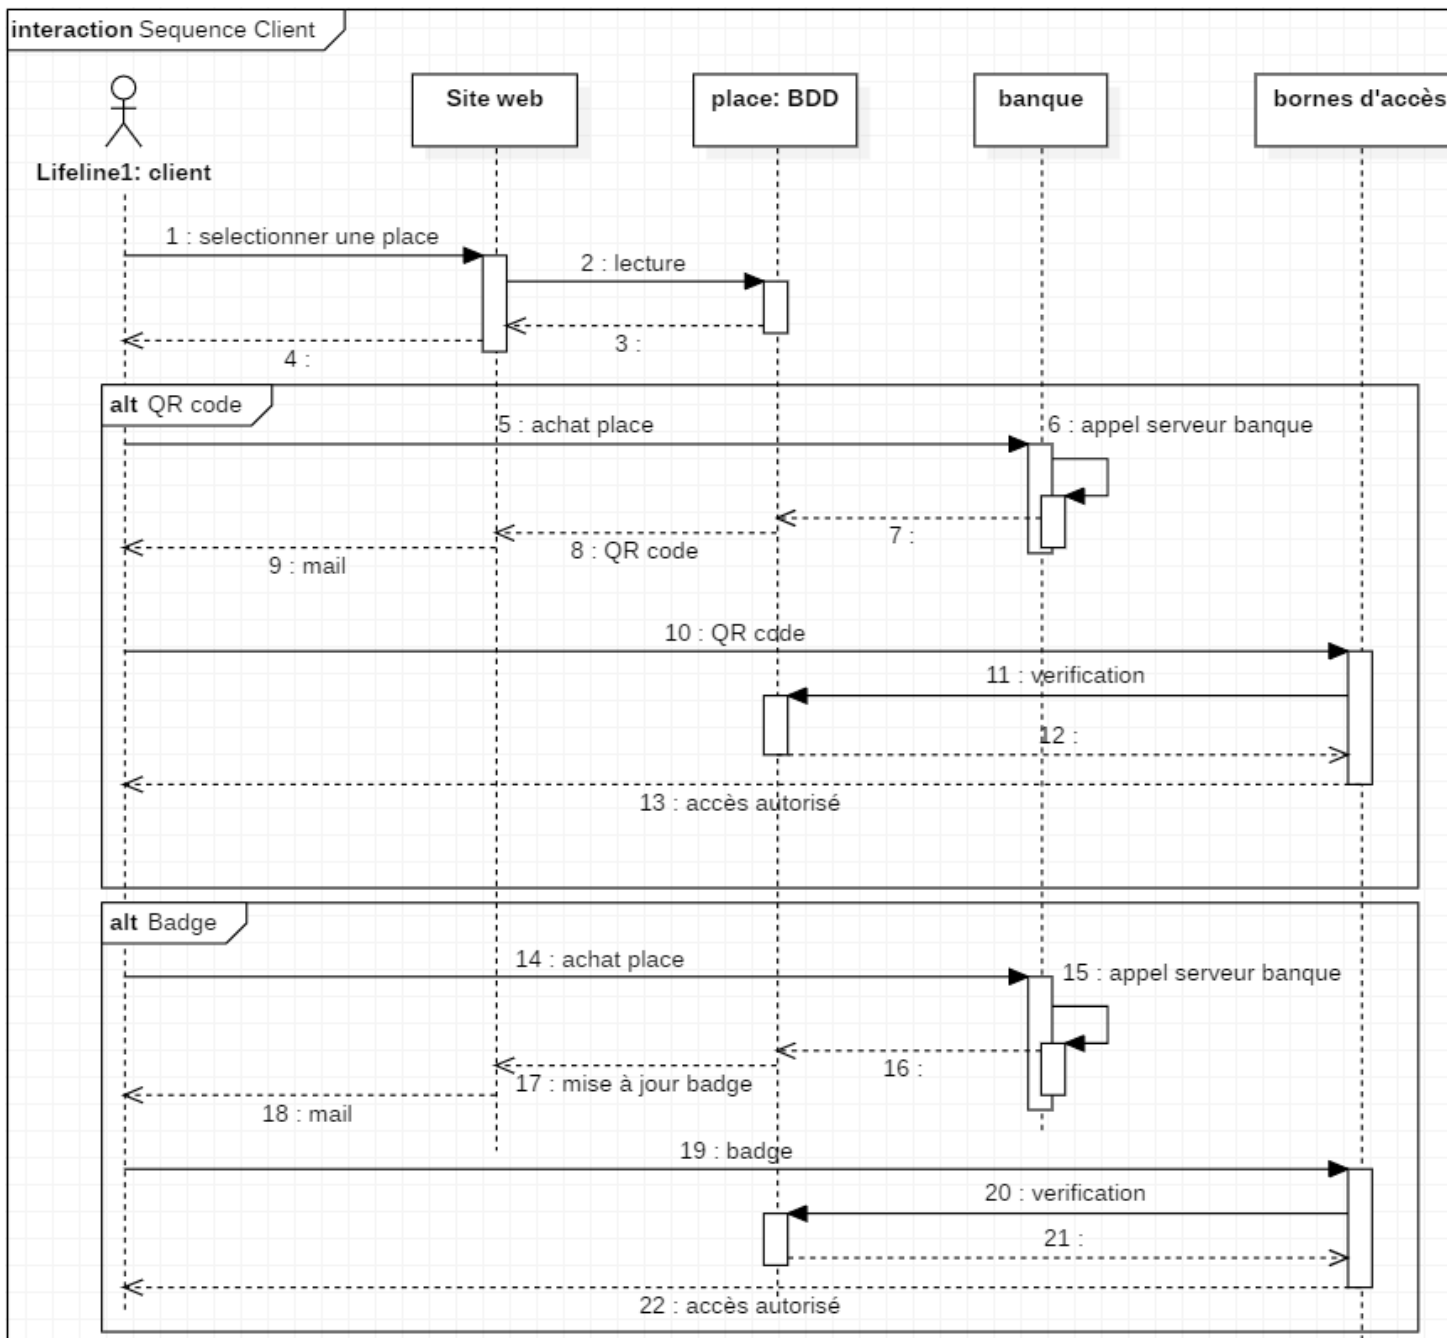 interaction Sequence Client
Site web
place: BDD
banque
bornes d'accès
Lifeline1: client
1 : selectionner une place
2 : lecture
3 :
4 :
alt QR code
5 : achat place
6 : appel serveur banque
7 :
8 : QR code
9 : mail
10 : QR code
11 : verification
12 :
13 : accès autorisé
alt Badge
14 : achat place
15 : appel serveur banque
16 :
17 : mise à jour badge
18 : mail
19 : badge
20 : verification
21 :
22 : accès autorisé